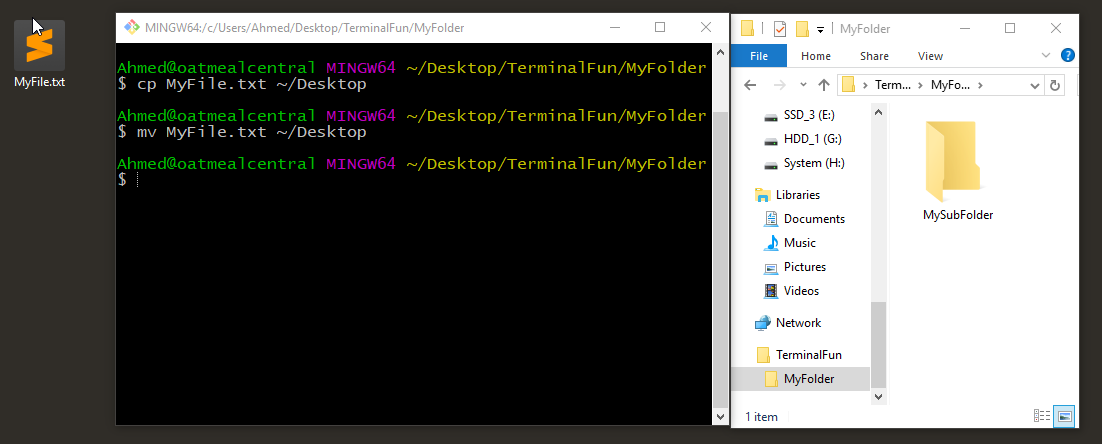 MyFile.txt
MINGW64:/c/Users/Ahmed/Desktop/TerminalFun/MyFolder
Ahmed@oatmealcentral MINGW64 ~/Desktop/TerminalFun/MyFolder
$ cp MyFile.txt ~/Desktop
Ahmed@oatmealcentral MINGW64 ~/Desktop/TerminalFun/MyFolder
$ mv MyFile.txt ~/Desktop
Ahmed@oatmealcentral MINGW64 ~/Desktop/TerminalFun/MyFolder
$
MyFolder
File Home Share View
Term... MyFo...
SSD_3 (E:)
HDD_1 (G:)
System (H:)
Libraries
Documents
Music
Pictures
Videos
Network
TerminalFun
MyFolder
MySubFolder
1 item